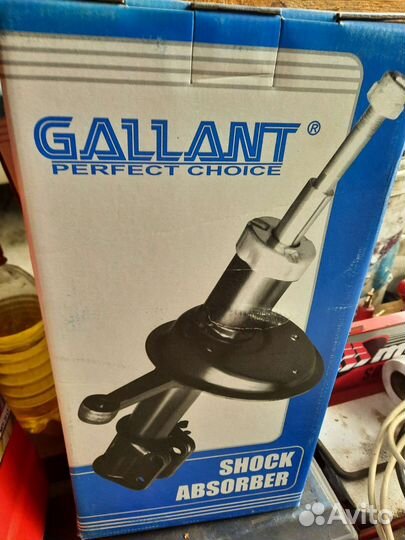 GALLANT ®
PERFECT CHOICE
SHOCK
ABSORBER
Avito